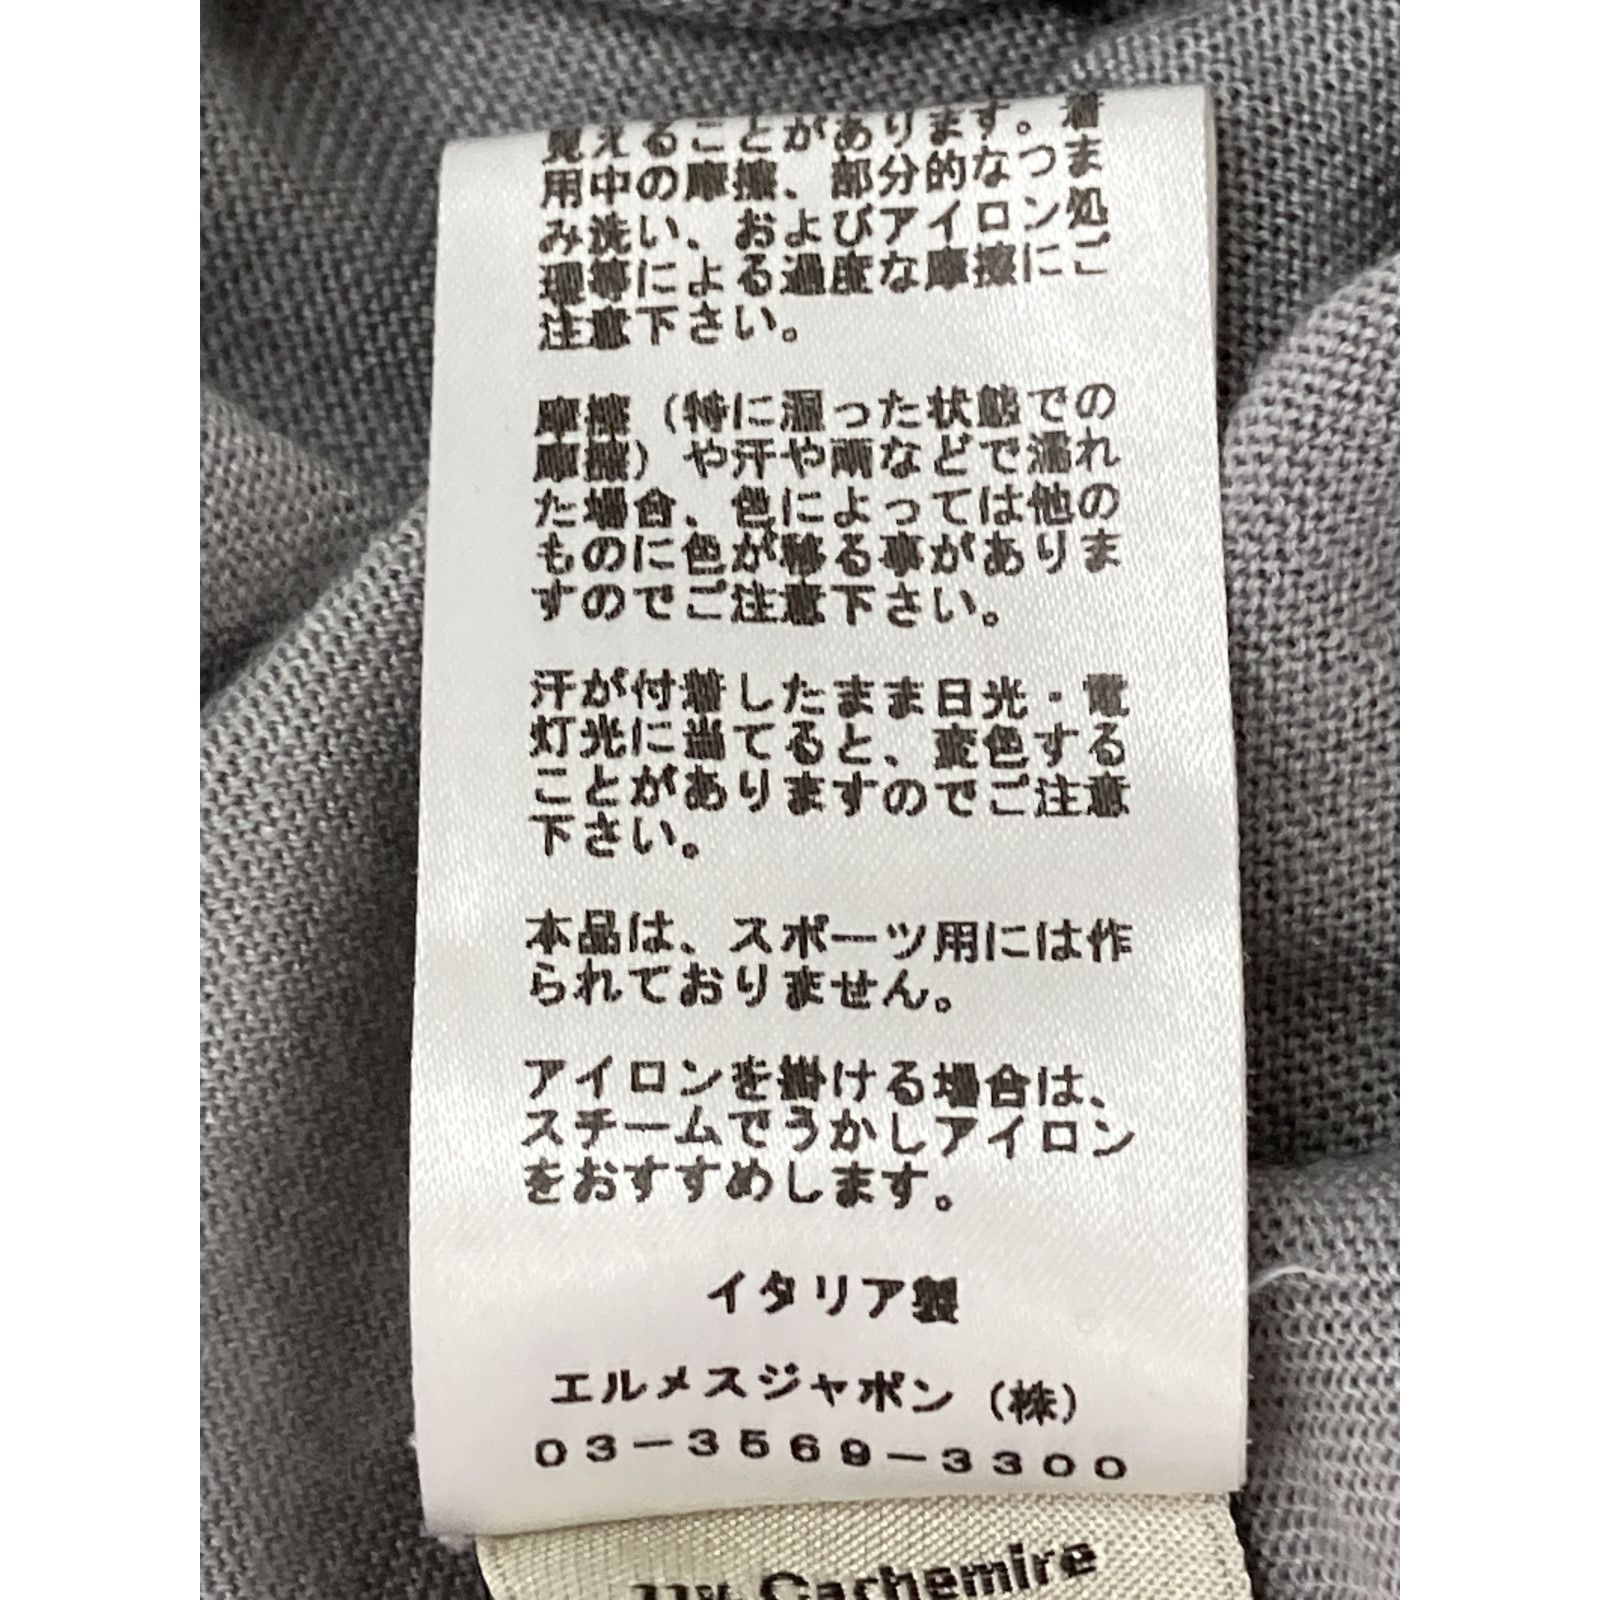 見えることがあります。着
用中の摩擦、部分的なつま
み洗い、およびアイロン処
理等による過度な摩擦にご
注意下さい。
摩擦（特に湿った状態での
摩擦）や汗や雨などで濡れ
た場合、色によっては他の
ものに色が移る事がありま
すのでご注意下さい。
汗が付着したまま日光・電
灯光に当てると、変色する
ことがありますのでご注意
下さい。
本品は、スポーツ用には作
られておりません。
アイロンを掛ける場合は、
スチームでうかしアイロン
をおすすめします。
イタリア製
エルメスジャポン（株）
03－3569－3300
Cachemire